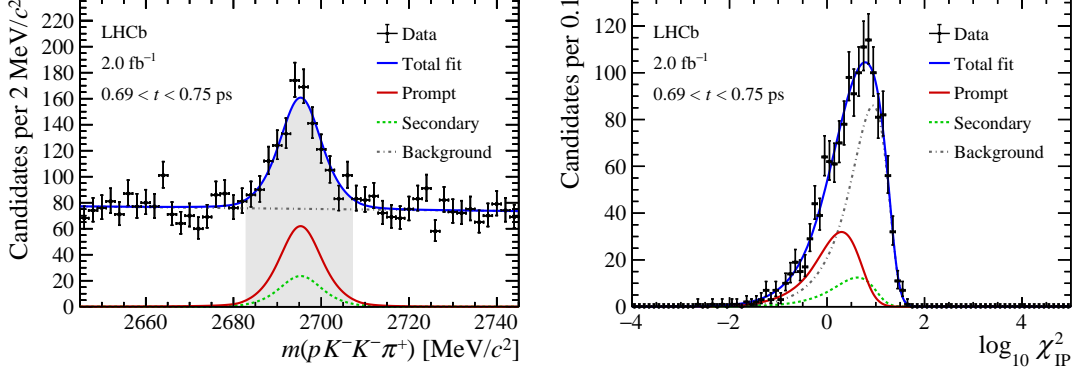 Candidates per 2 MeV/c²
220
200
180
160
140
120
100
80
60
40
20
0
LHCb
2.0 fb⁻¹
0.69 < t < 0.75 ps
Data
Total fit
Prompt
Secondary
Background
2660 2680 2700 2720 2740
m(pK⁻K⁻π⁺) [MeV/c²]
Candidates per 0.1
120
100
80
60
40
20
0
LHCb
2.0 fb⁻¹
0.69 < t < 0.75 ps
Data
Total fit
Prompt
Secondary
Background
−4 −2 0 2 4
log₁₀ χ²_IP